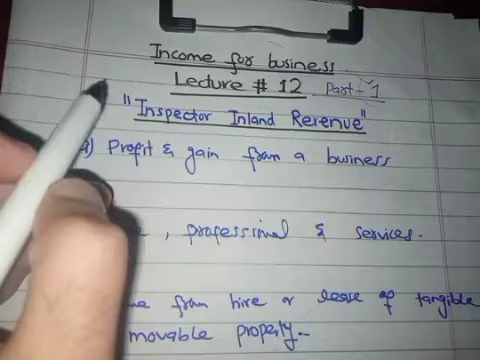 Income for business
Lecture # 12 Part-1
"Inspector Inland Revenue"
Profit & gain from a business
, professional & services.
from hire or lease of tangible
movable property-